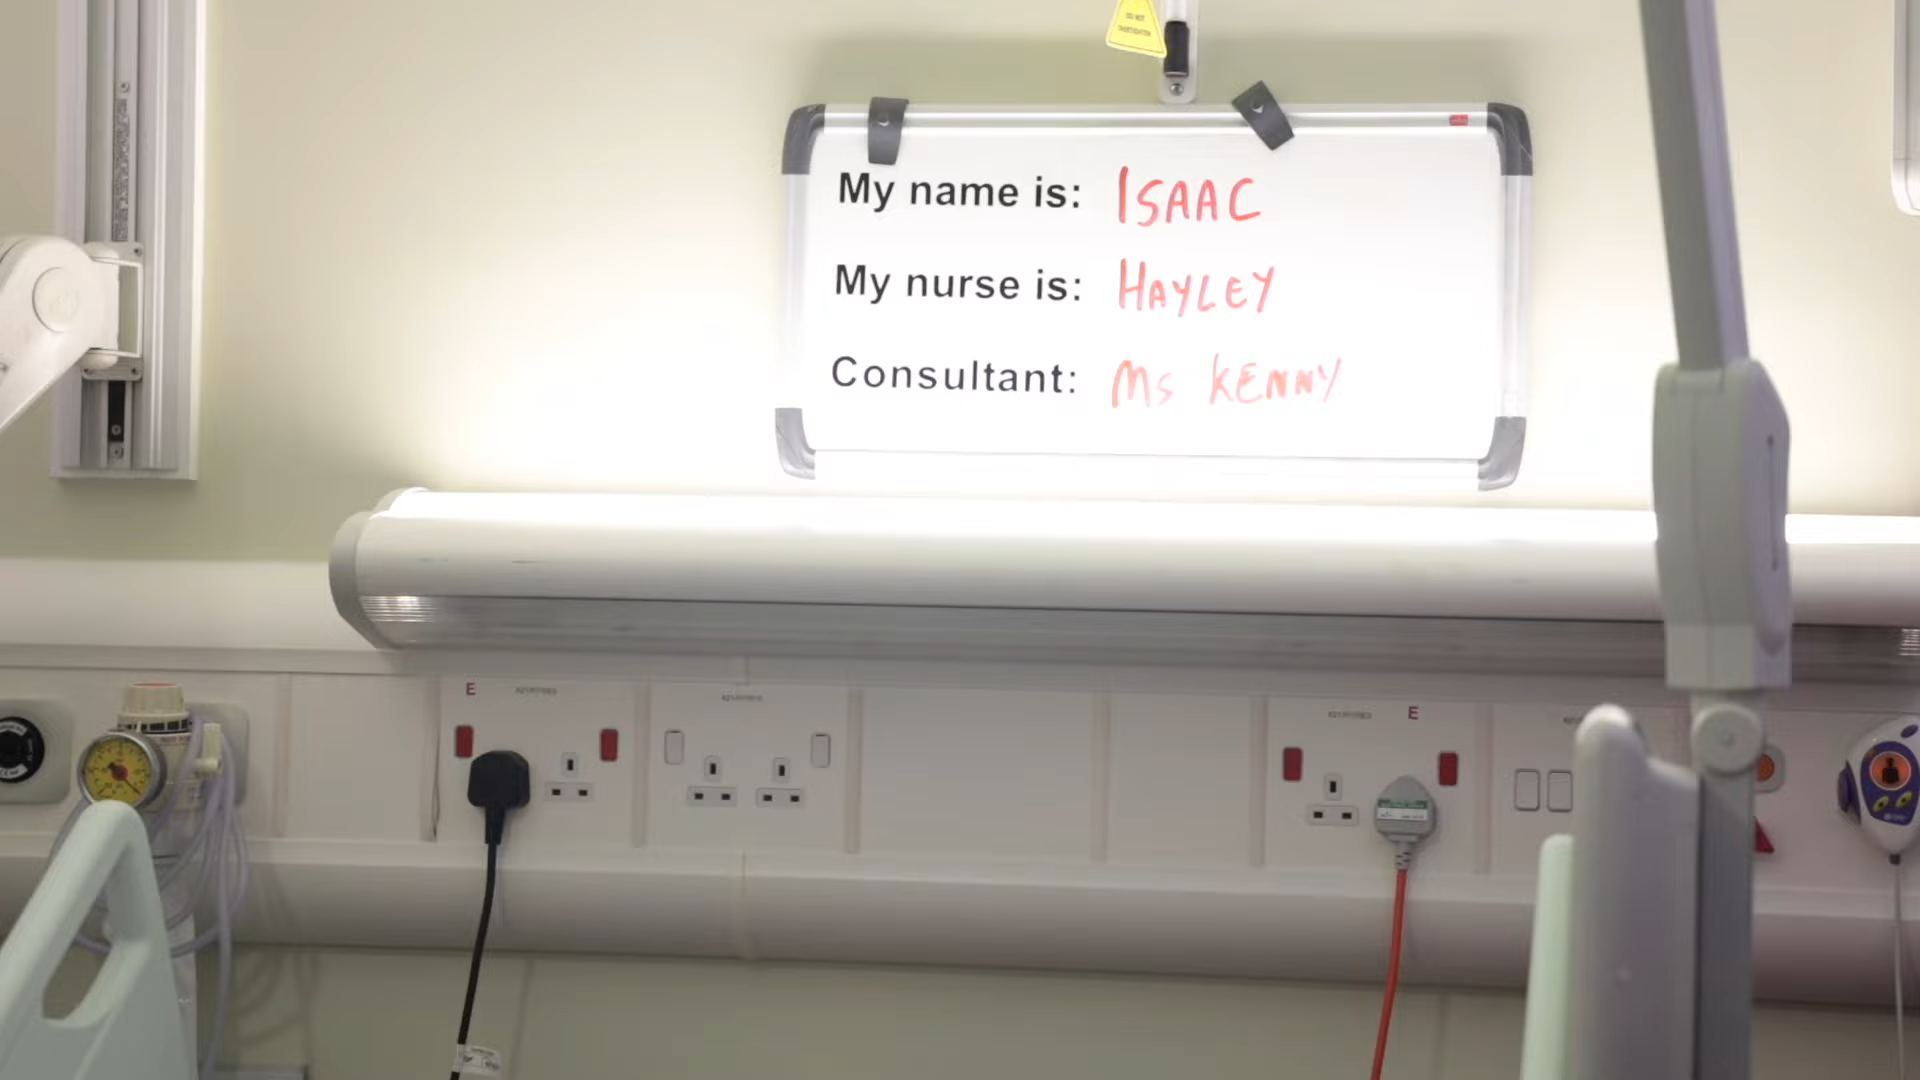 My name is: ISAAC
My nurse is: HAYLEY
Consultant: Ms KENNY
E
E